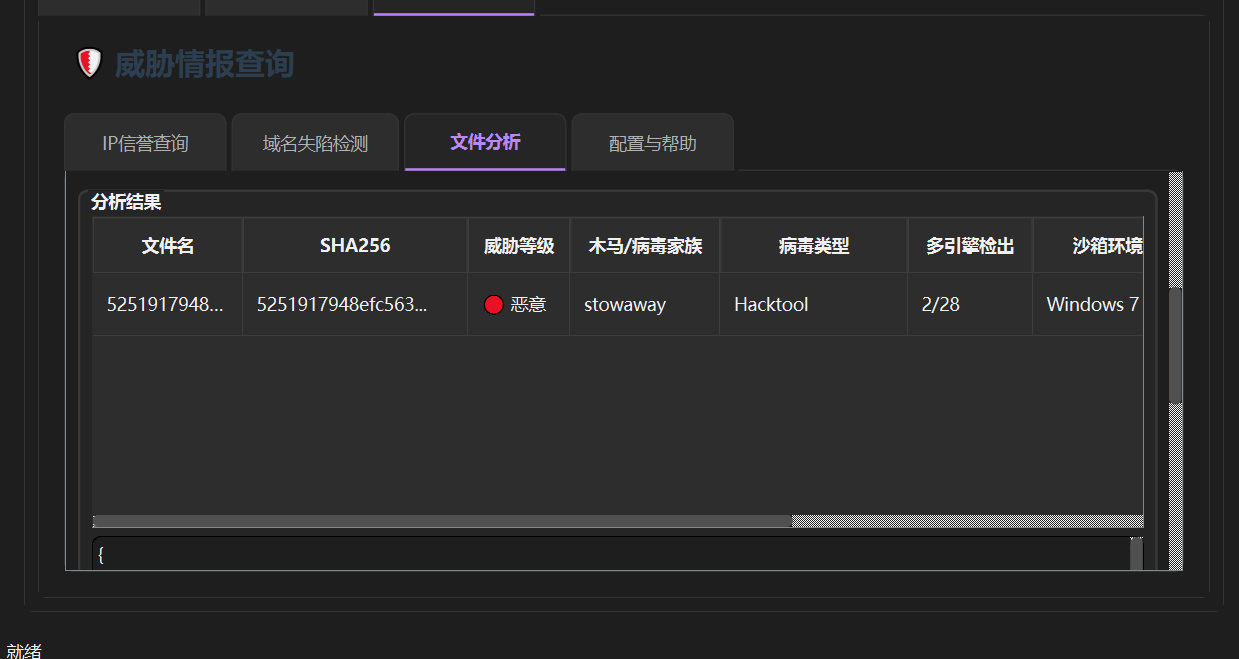 威胁情报查询
IP信誉查询 域名失陷检测 文件分析 配置与帮助
分析结果
文件名 SHA256 威胁等级 木马/病毒家族 病毒类型 多引擎检出 沙箱环境
5251917948... 5251917948efc563... 恶意 stowaway Hacktool 2/28 Windows 7
{
就绪